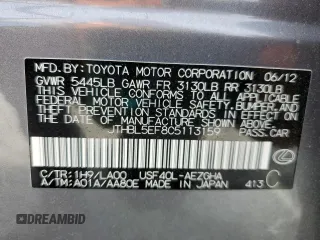 MFD. BY: TOYOTA MOTOR CORPORATION 06/12
GVWR 5445LB GAWR FR 3130LB RR 3130LB
THIS VEHICLE CONFORMS TO ALL APPLICABLE
FEDERAL MOTOR VEHICLE SAFETY, BUMPER, AND
THEFT PREVENTION STANDARDS IN EFFECT ON
THE DATE OF MANUFACTURE SHOWN ABOVE.
JTHBL5EF8C5113159 PASS. CAR
C/TR:1H9/LA00 USF40L-AEZGHA
A/TM:A01A/AA80E MADE IN JAPAN 413 C
DREAMBID.COM